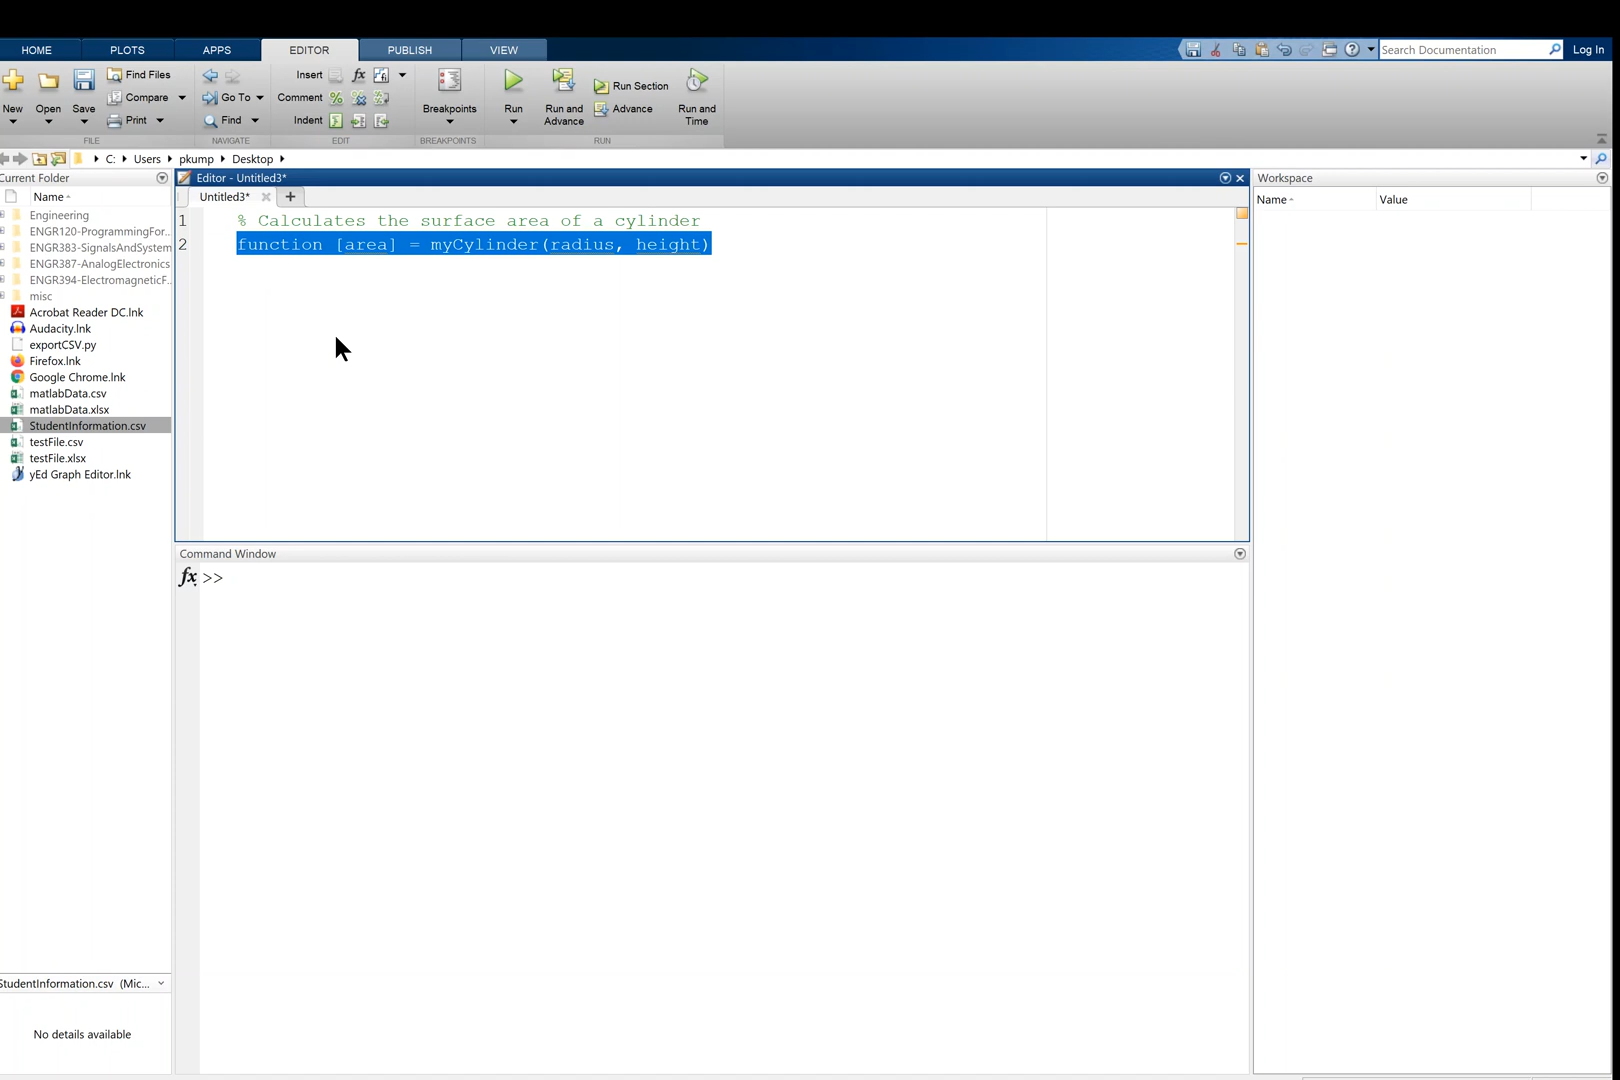 HOME PLOTS APPS EDITOR PUBLISH VIEW Search Documentation Log In
New Open Save Find Files Compare Print
Go To Find
Insert fx Comment Indent
Breakpoints Run Run and Advance Run Section Advance Run and Time
FILE NAVIGATE EDIT BREAKPOINTS RUN
C: Users pkump Desktop
Current Folder
Name
Engineering
ENGR120-ProgrammingFor...
ENGR383-SignalsAndSystem
ENGR387-AnalogElectronics
ENGR394-ElectromagneticF...
misc
Acrobat Reader DC.lnk
Audacity.lnk
exportCSV.py
Firefox.lnk
Google Chrome.lnk
matlabData.csv
matlabData.xlsx
StudentInformation.csv
testFile.csv
testFile.xlsx
yEd Graph Editor.lnk
StudentInformation.csv (Mic...
No details available
Editor - Untitled3*
Untitled3*
1 % Calculates the surface area of a cylinder
2 function [area] = myCylinder(radius, height)
Command Window
fx >>
Workspace
Name Value